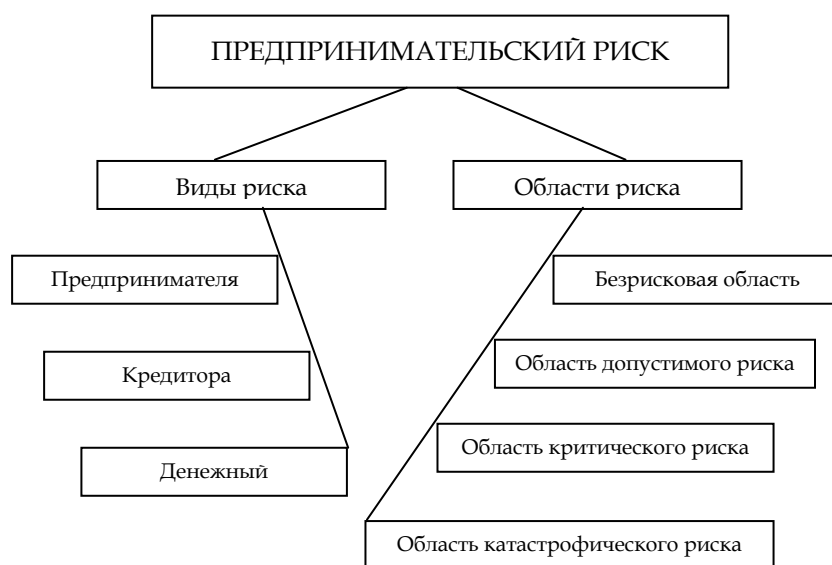 ПРЕДПРИНИМАТЕЛЬСКИЙ РИСК
Виды риска
Области риска
Предпринимателя
Безрисковая область
Кредитора
Область допустимого риска
Денежный
Область критического риска
Область катастрофического риска